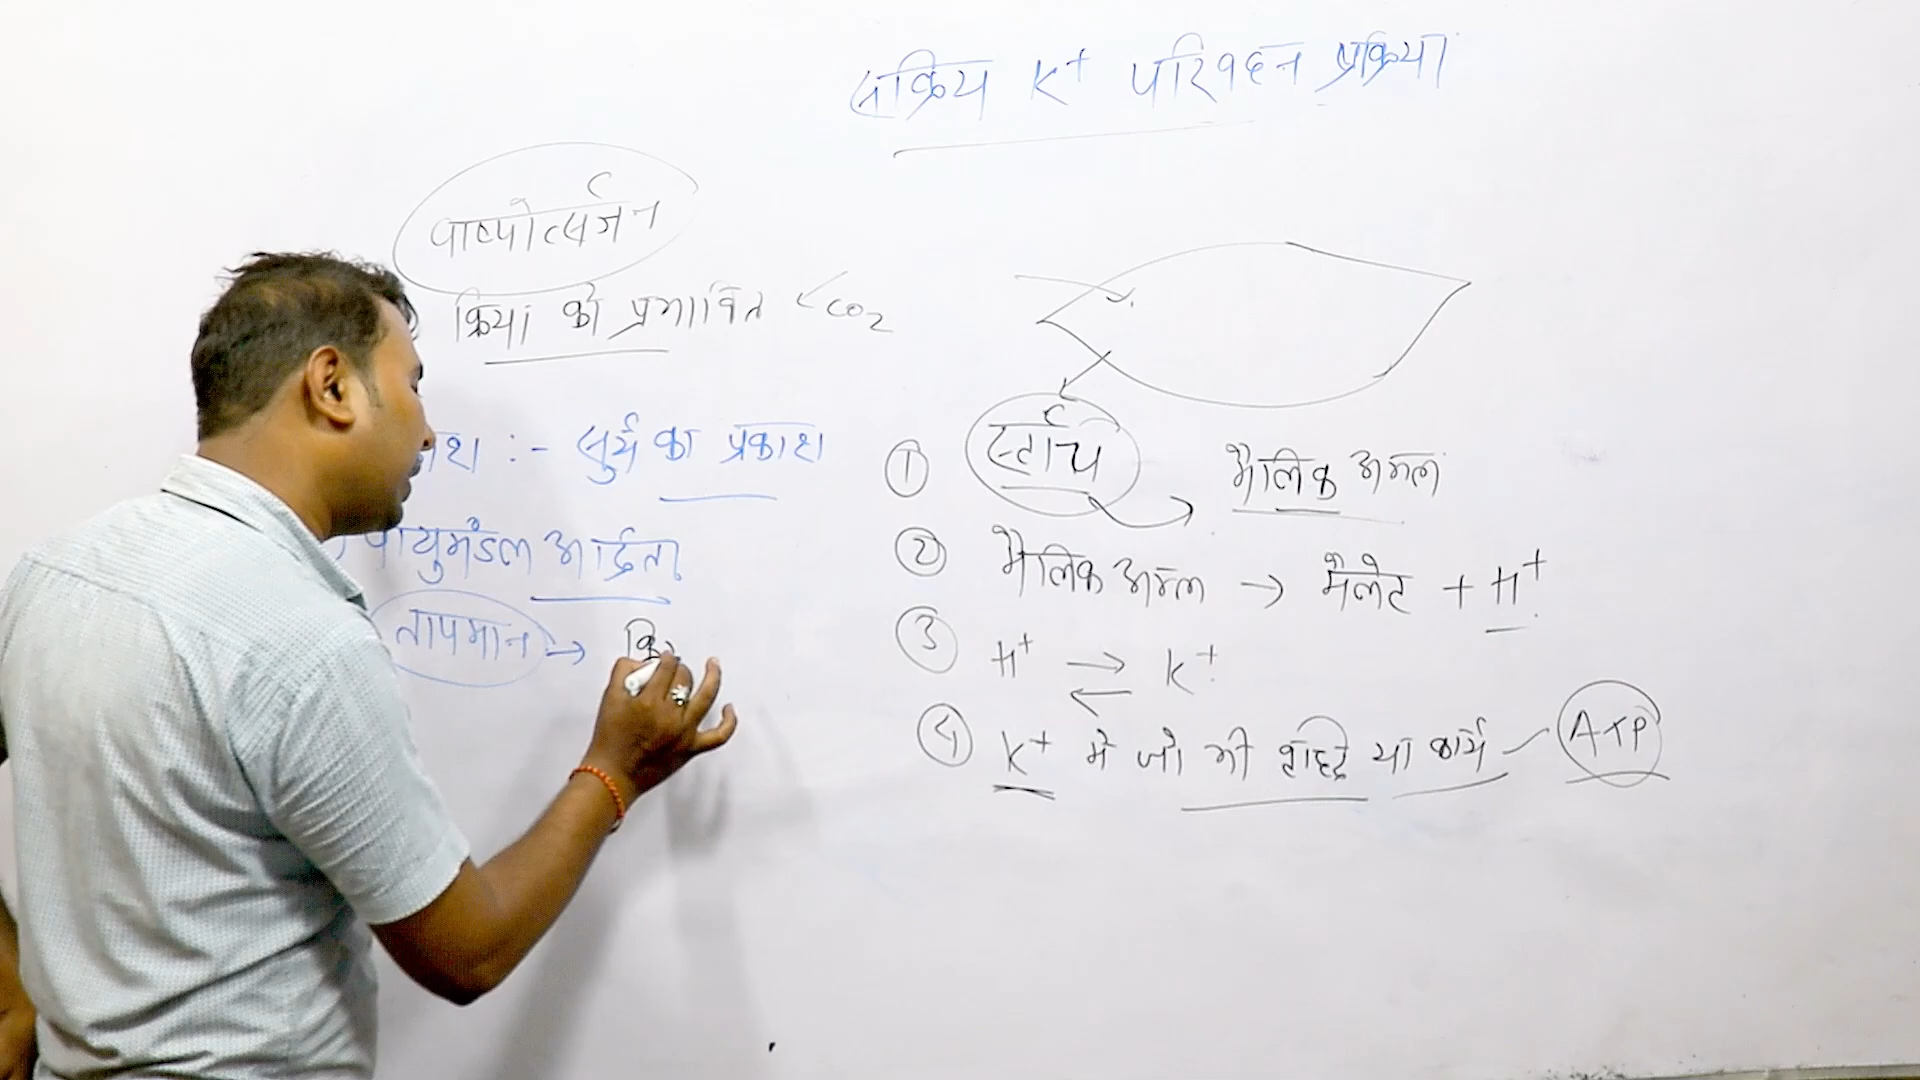 सक्रिय K⁺ परिवहन प्रक्रिया
वाष्पोत्सर्जन
क्रिया को प्रभावित CO₂
:- सुर्य का प्रकाश
वायुमंडल आर्द्रता
तापमान →
① स्टार्च मैलिक अम्ल
② मैलिक अम्ल → मैलेट + H⁺
③ H⁺ ⇄ K⁺
④ K⁺ मे जो भी वृद्धि या कार्य ATP